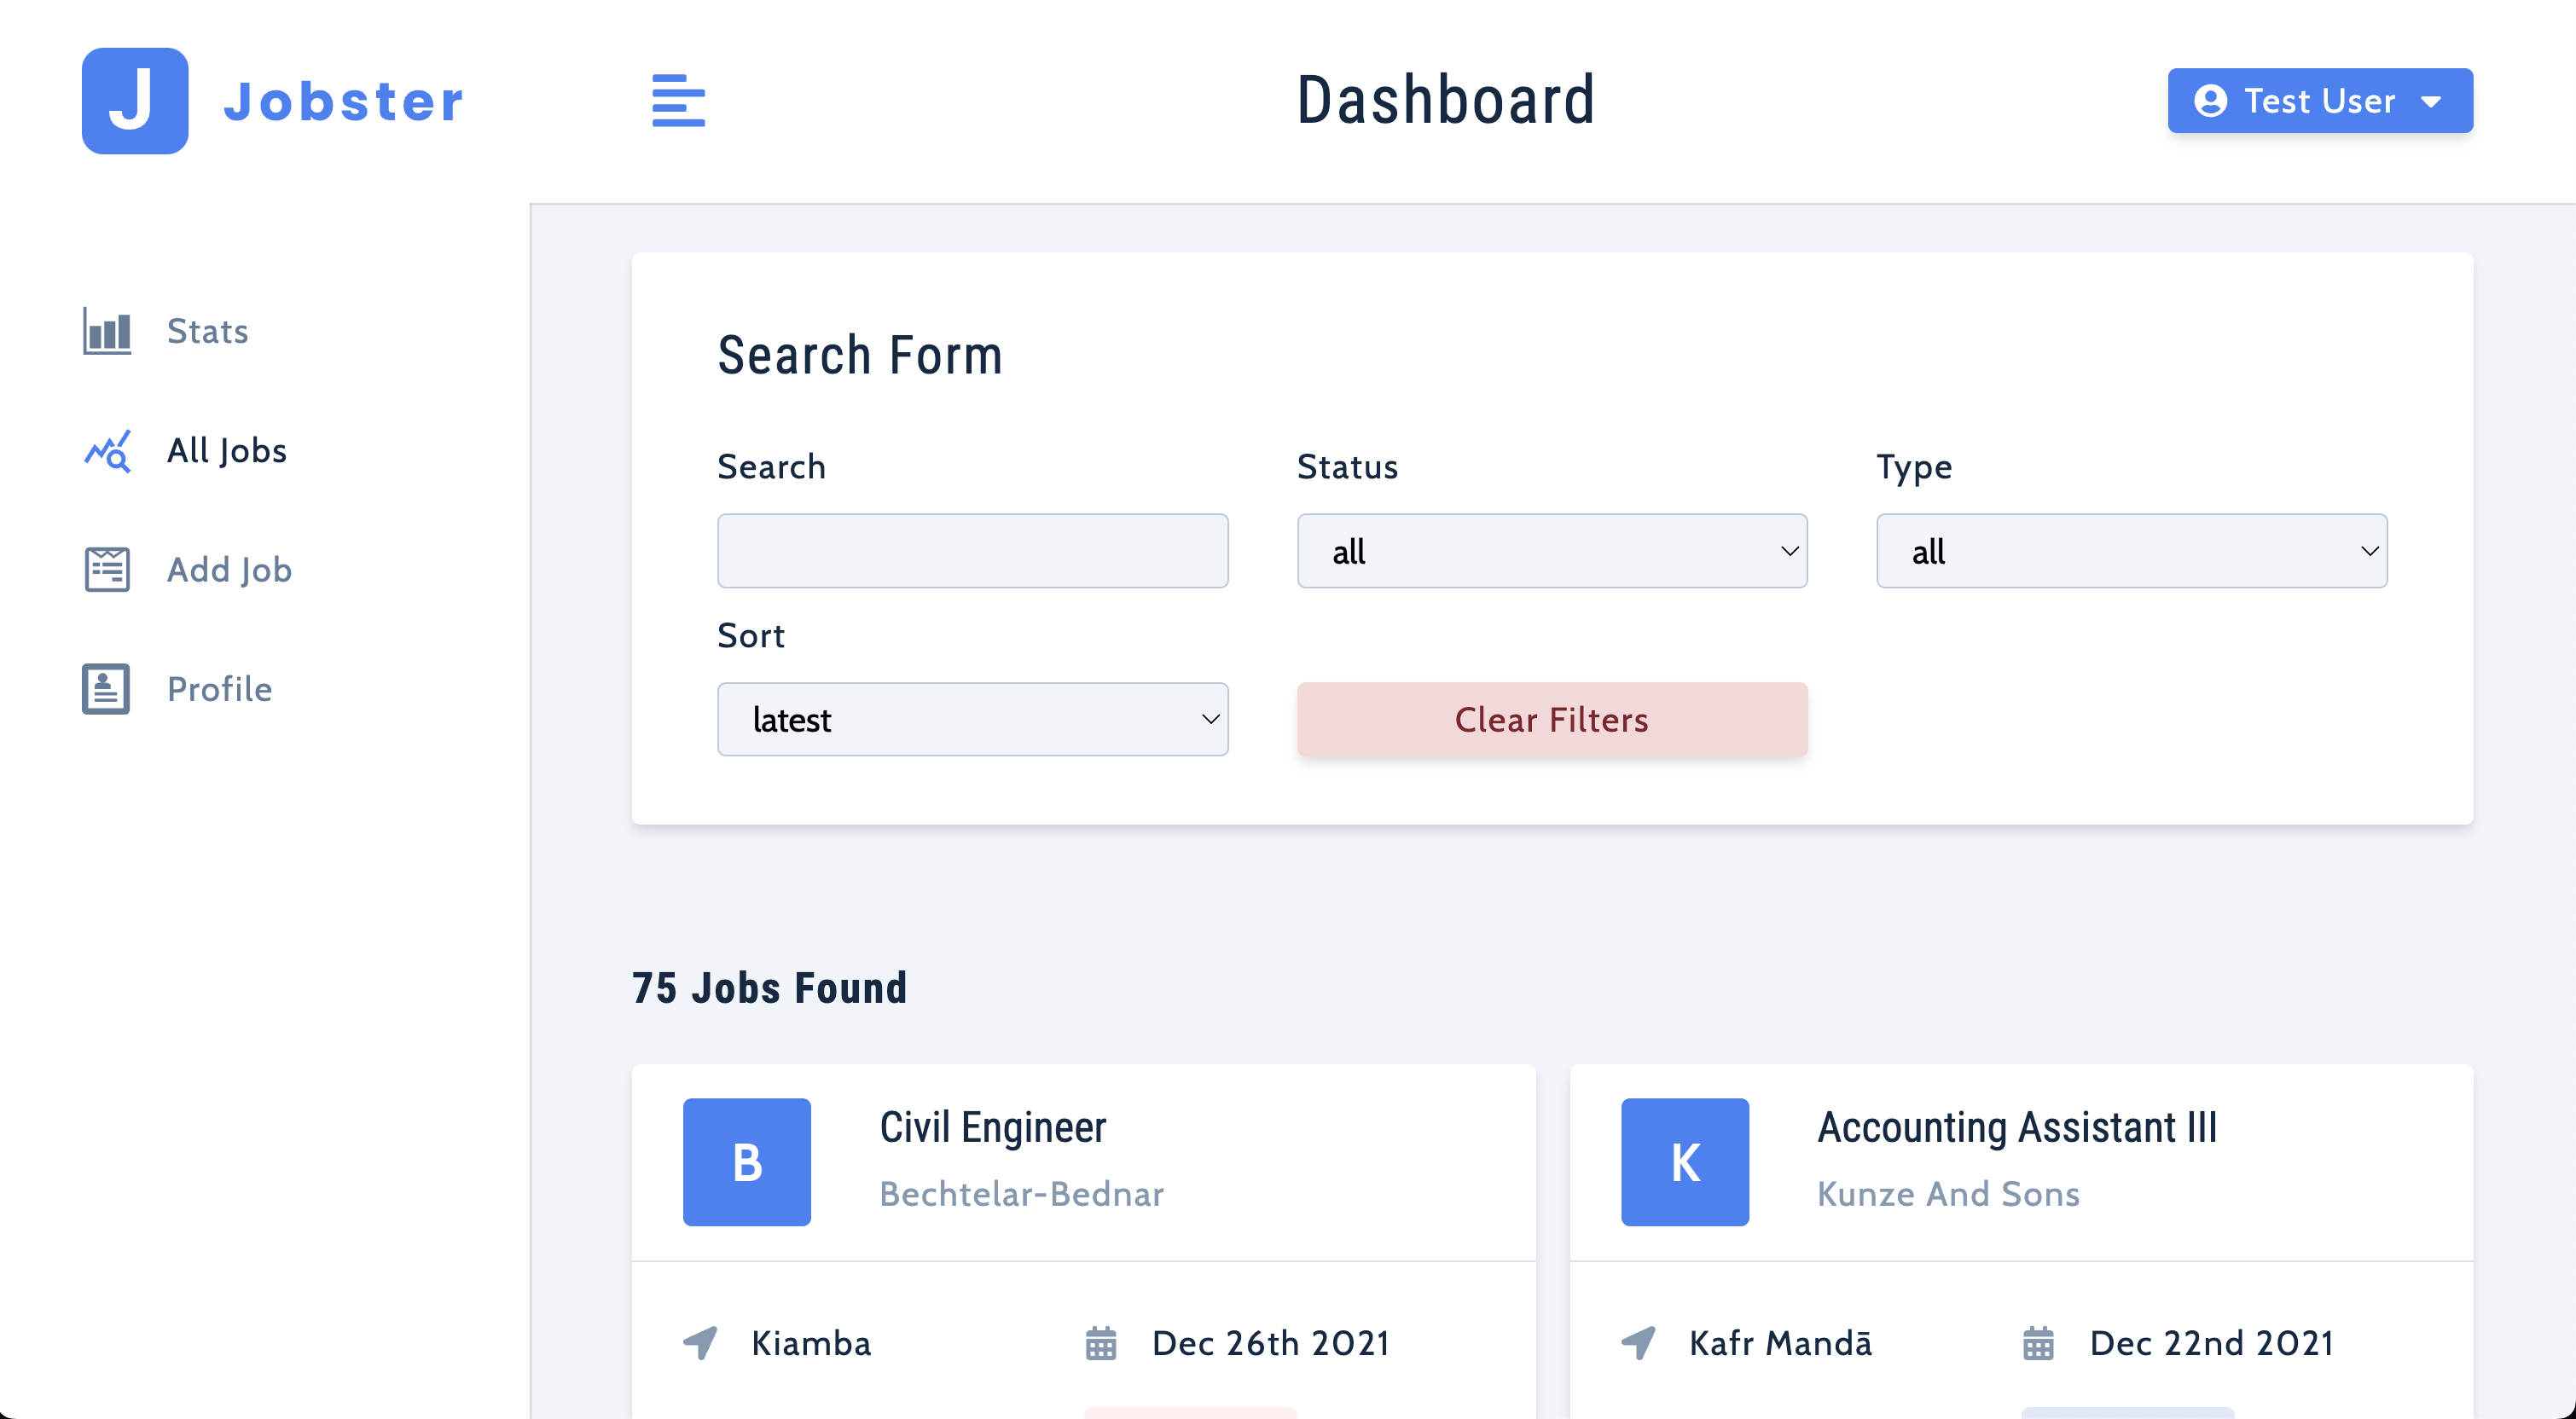 J Jobster
Dashboard
Test User
Stats
All Jobs
Add Job
Profile
Search Form
Search
Status
all
Type
all
Sort
latest
Clear Filters
75 Jobs Found
B
Civil Engineer
Bechtelar-Bednar
Kiamba
Dec 26th 2021
K
Accounting Assistant III
Kunze And Sons
Kafr Mandā
Dec 22nd 2021